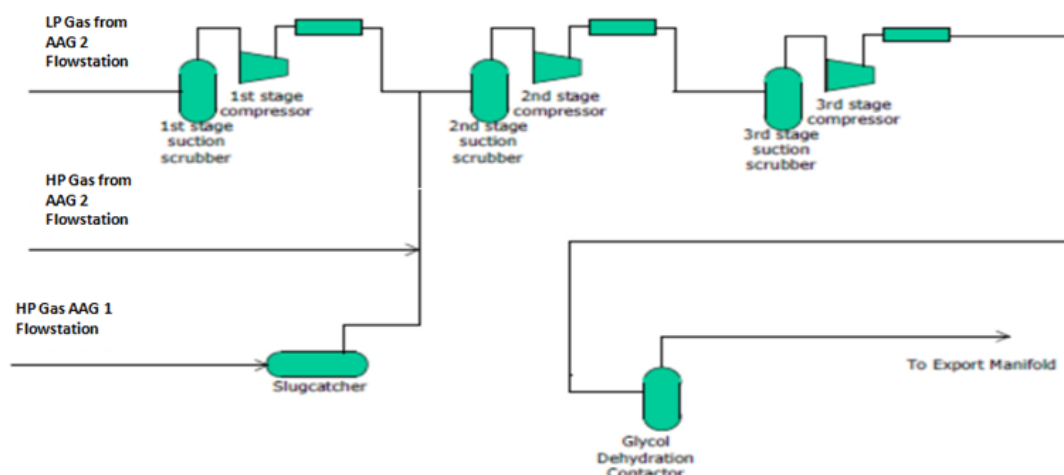 LP Gas from
AAG 2
Flowstation
1st stage
compressor
1st stage
suction
scrubber
2nd stage
compressor
2nd stage
suction
scrubber
3rd stage
compressor
3rd stage
suction
scrubber
HP Gas from
AAG 2
Flowstation
HP Gas AAG 1
Flowstation
Slugcatcher
To Export Manifold
Glycol
Dehydration
Contactor